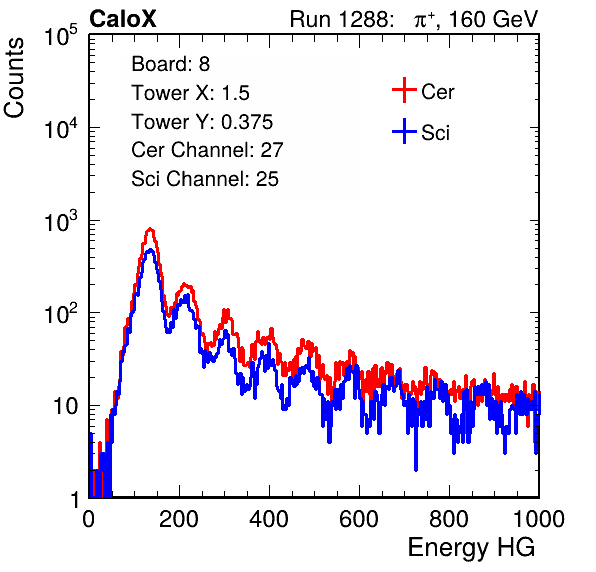 CaloX Run 1288: π⁺, 160 GeV
Counts
10⁵
10⁴
10³
10²
10
1
Board: 8
Tower X: 1.5
Tower Y: 0.375
Cer Channel: 27
Sci Channel: 25
Cer
Sci
0 200 400 600 800 1000
Energy HG